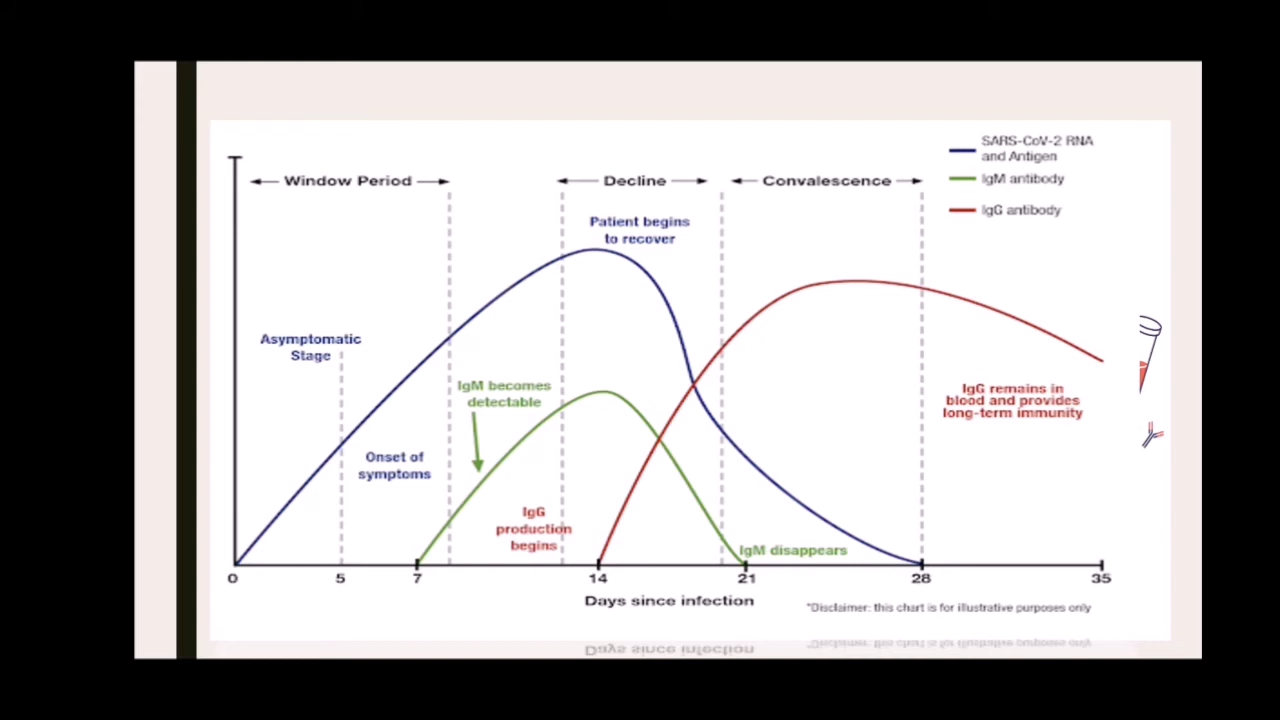 SARS-CoV-2 RNA
and Antigen
IgM antibody
IgG antibody
Window Period
Decline
Convalescence
Patient begins
to recover
Asymptomatic
Stage
IgM becomes
detectable
Onset of
symptoms
IgG
production
begins
IgM disappears
IgG remains in
blood and provides
long-term immunity
0
5
7
14
21
28
35
Days since infection
*Disclaimer: this chart is for illustrative purposes only